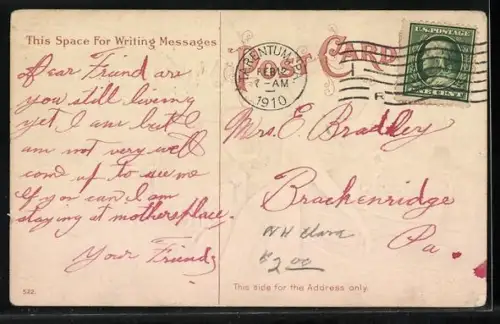 This Space For Writing Messages
POST CARD
TARENTUM, PA.
FEB
7-AM
1910
U.S. POSTAGE
ONE CENT
Dear Friend are
you still living
yet I am but I
am not very well
come up to see me
If you can I am
staying at mothers place.
Your Friend
Mrs. E. Bradley
Brackenridge
Pa.
$2.00
This side for the Address only.
532.